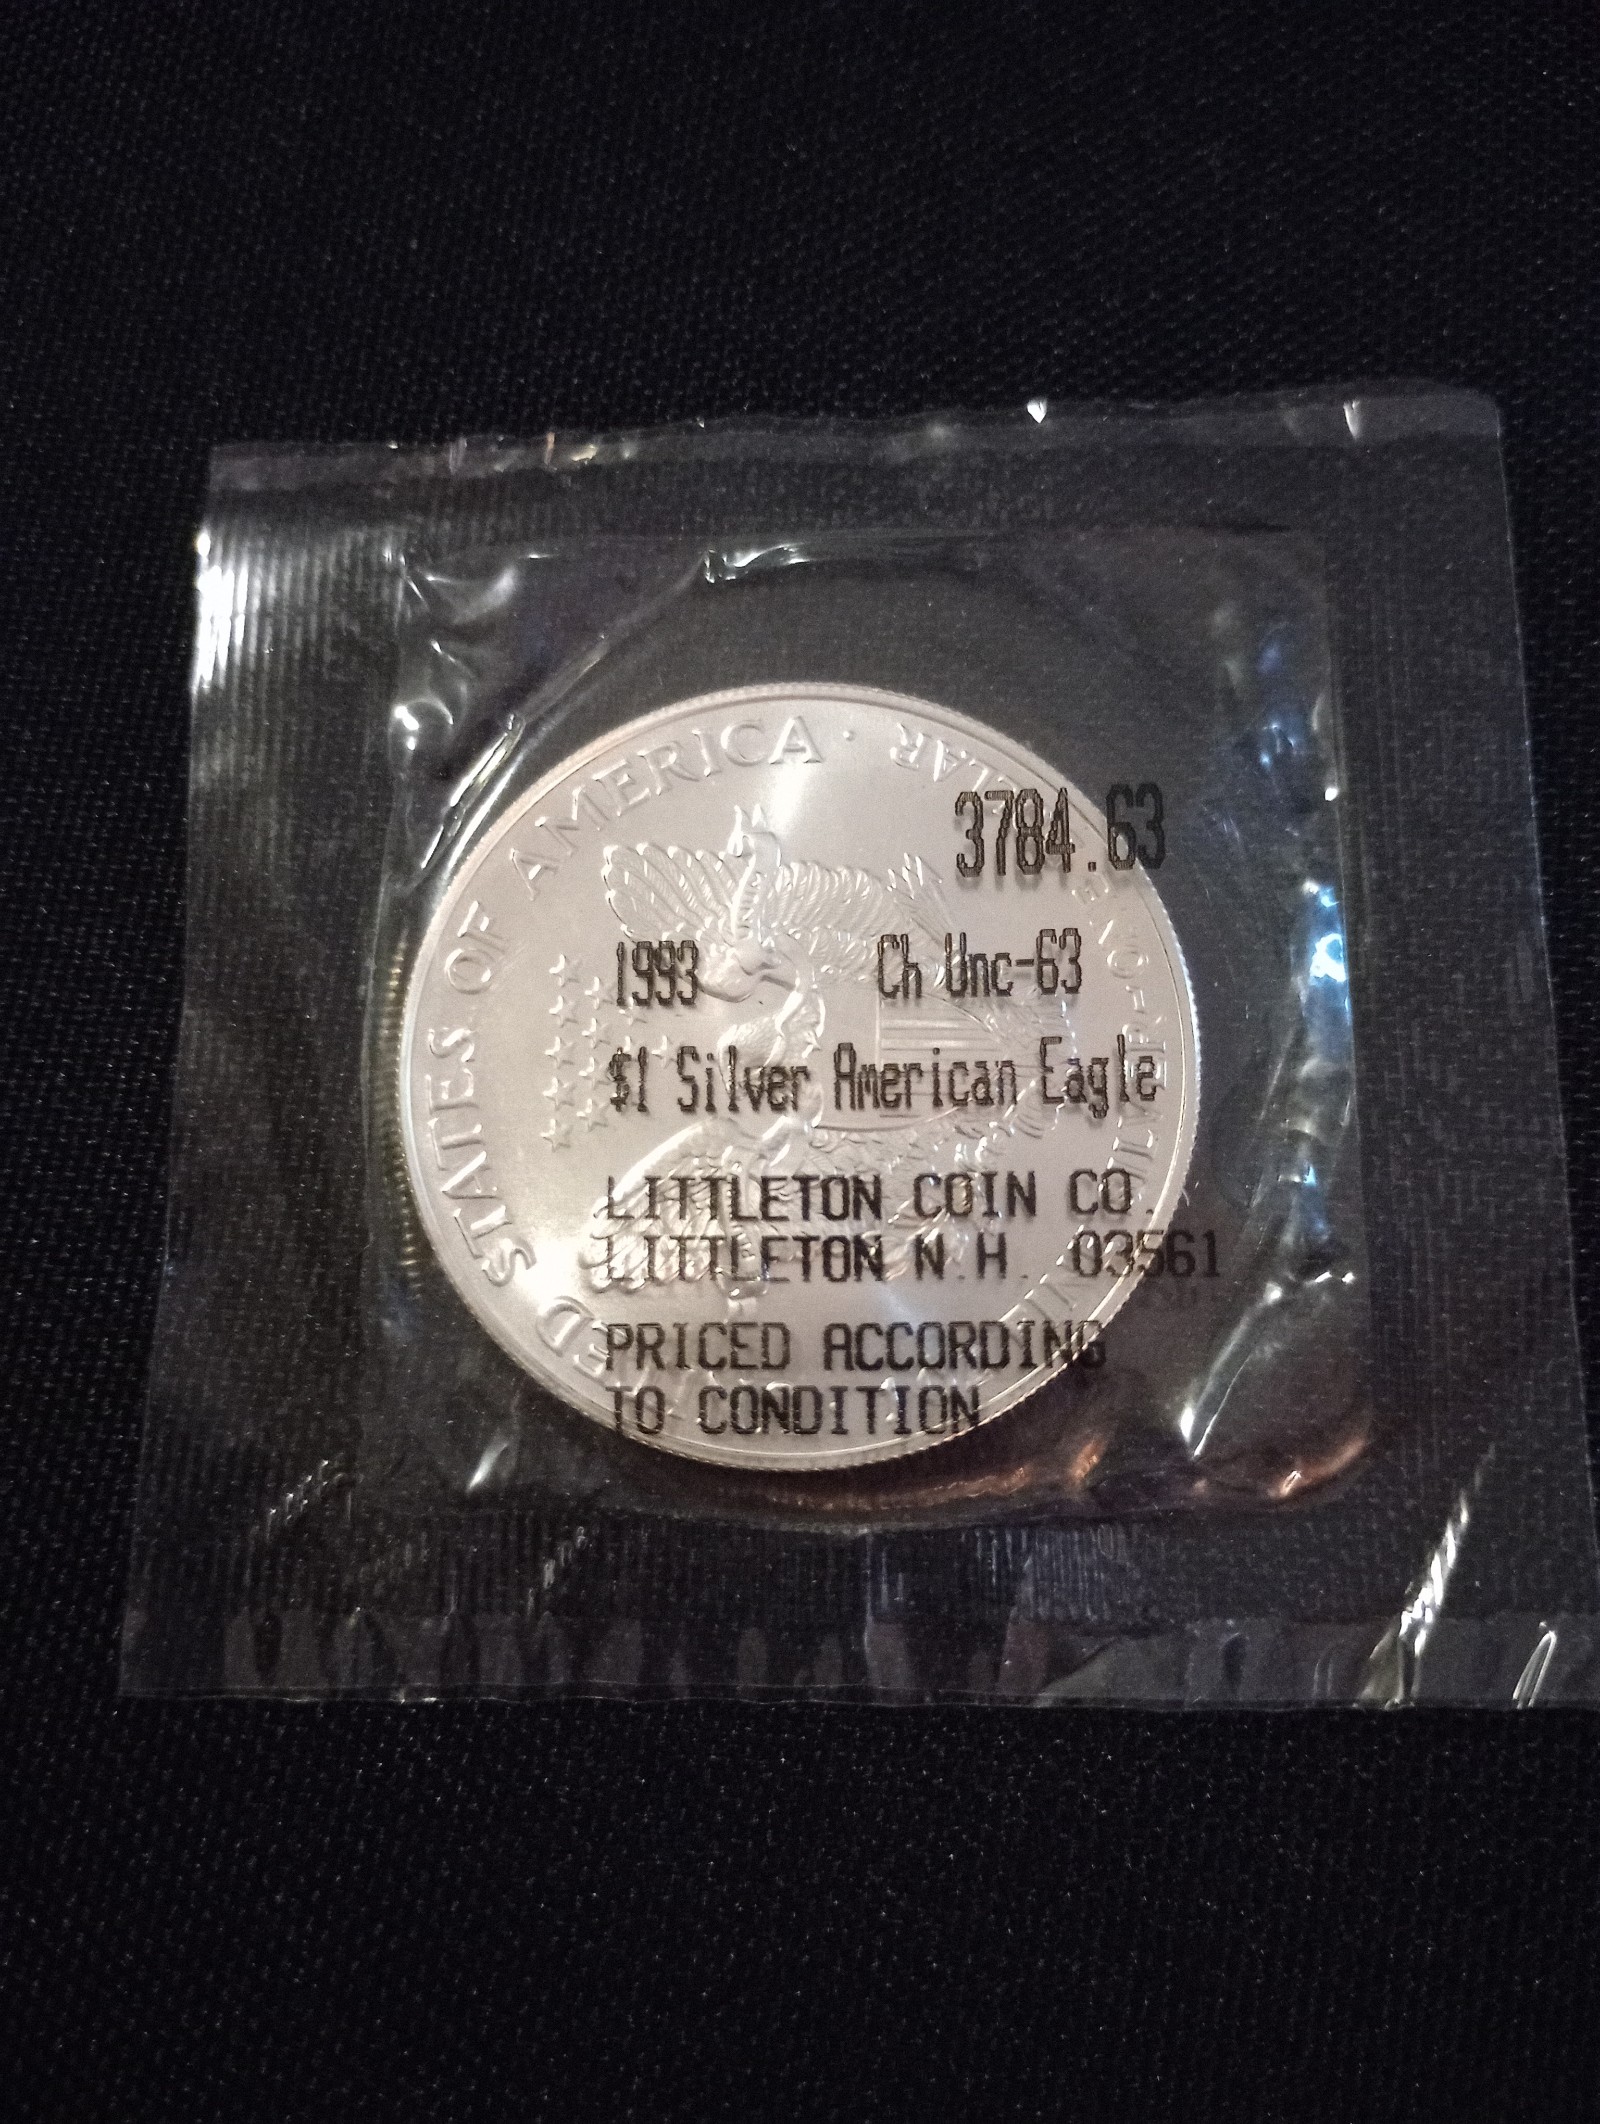 3784.63
1993 Ch Unc-63
$1 Silver American Eagle
LITTLETON COIN CO.
LITTLETON N.H. 03561
PRICED ACCORDING
TO CONDITION
STATES OF AMERICA